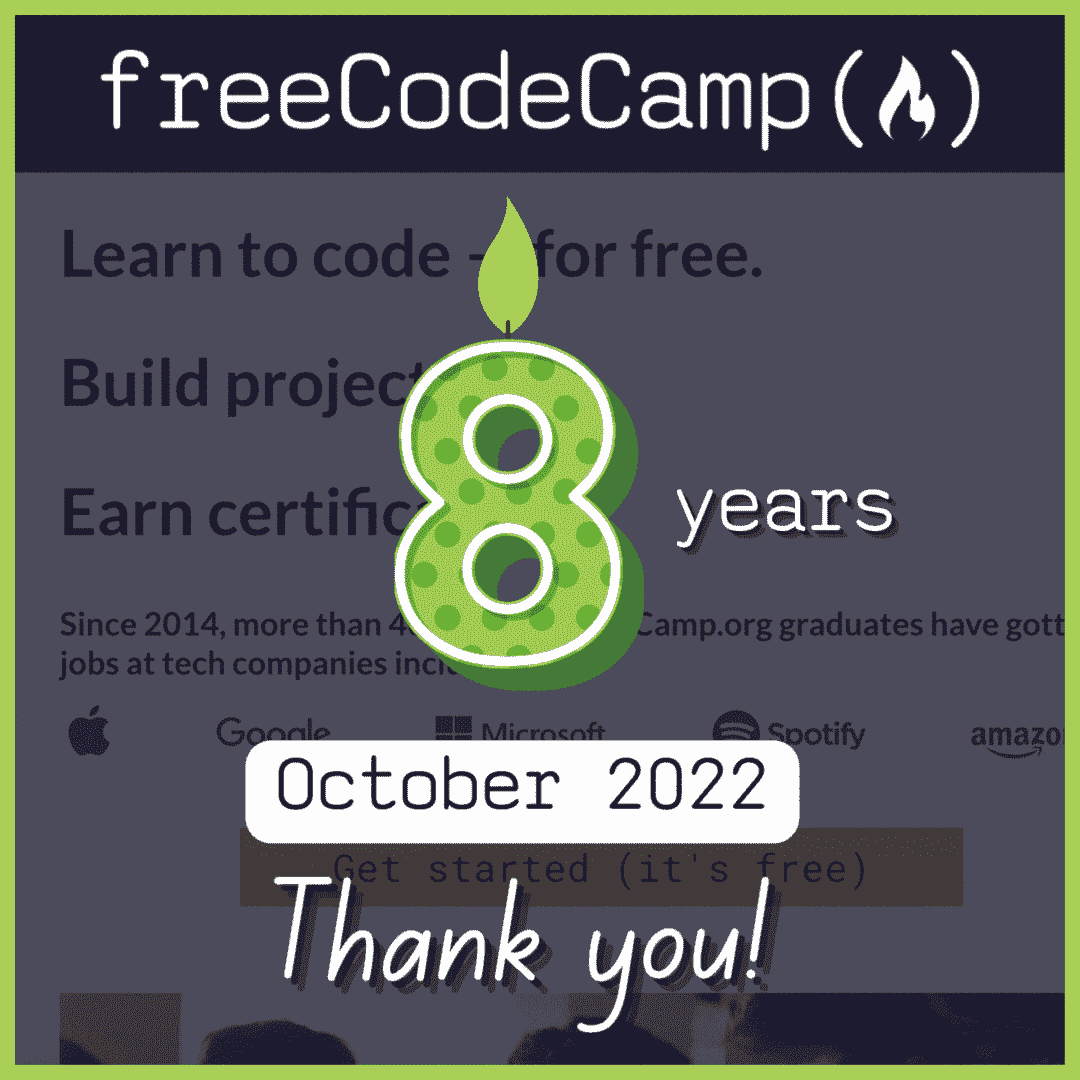 freeCodeCamp(🔥)
Learn to code — for free.
Build project
Earn certific
8
years
Since 2014, more than 4 Camp.org graduates have gott
jobs at tech companies incl
Google
Microsoft
Spotify
amazo
October 2022
Get started (it's free)
Thank you!